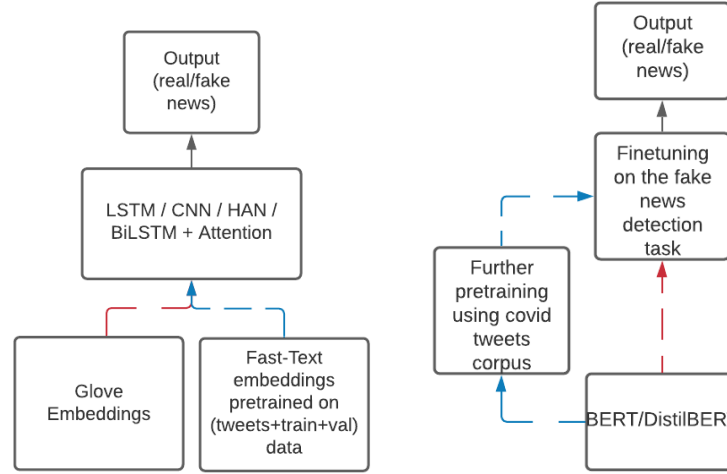 Output
(real/fake
news)
LSTM / CNN / HAN /
BiLSTM + Attention
Glove
Embeddings
Fast-Text
embeddings
pretrained on
(tweets+train+val)
data
Output
(real/fake
news)
Finetuning
on the fake
news
detection
task
Further
pretraining
using covid
tweets
corpus
BERT/DistilBER